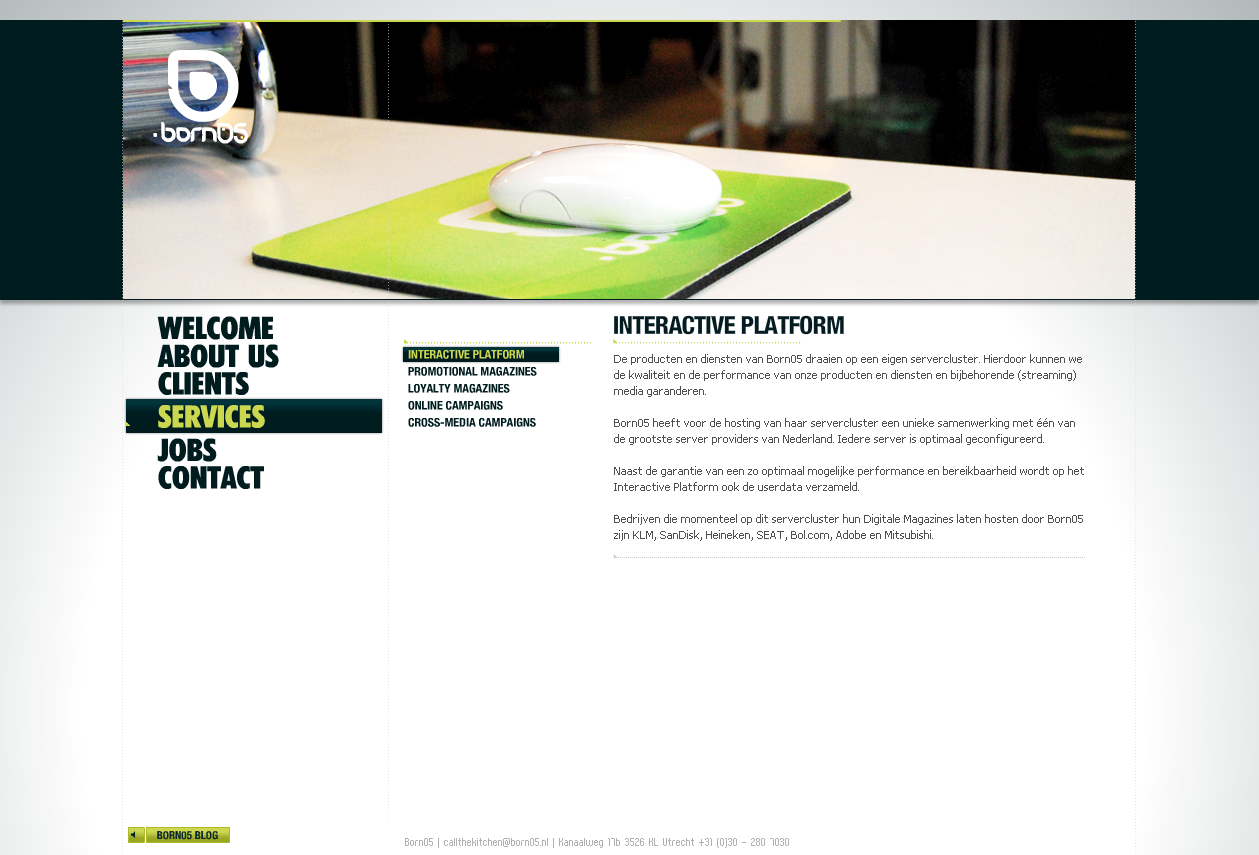 .born05
.born05
WELCOME
ABOUT US
CLIENTS
SERVICES
JOBS
CONTACT
INTERACTIVE PLATFORM
PROMOTIONAL MAGAZINES
LOYALTY MAGAZINES
ONLINE CAMPAIGNS
CROSS-MEDIA CAMPAIGNS
INTERACTIVE PLATFORM
De producten en diensten van Born05 draaien op een eigen servercluster. Hierdoor kunnen we
de kwaliteit en de performance van onze producten en diensten en bijbehorende (streaming)
media garanderen.
Born05 heeft voor de hosting van haar servercluster een unieke samenwerking met één van
de grootste server providers van Nederland. Iedere server is optimaal geconfigureerd.
Naast de garantie van een zo optimaal mogelijke performance en bereikbaarheid wordt op het
Interactive Platform ook de userdata verzameld.
Bedrijven die momenteel op dit servercluster hun Digitale Magazines laten hosten door Born05
zijn KLM, SanDisk, Heineken, SEAT, Bol.com, Adobe en Mitsubishi.
BORN05 BLOG
Born05 | callthekitchen@born05.nl | Kanaalweg 17b 3526 KL Utrecht +31 (0)30 - 280 7030